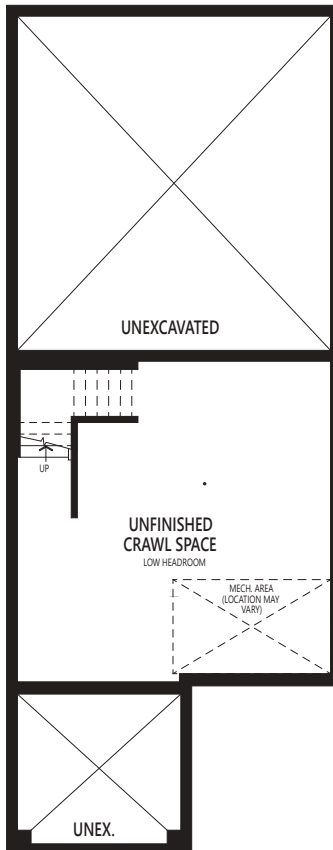 UNEXCAVATED
UP
UNFINISHED
CRAWL SPACE
LOW HEADROOM
MECH. AREA
(LOCATION MAY
VARY)
UNEX.